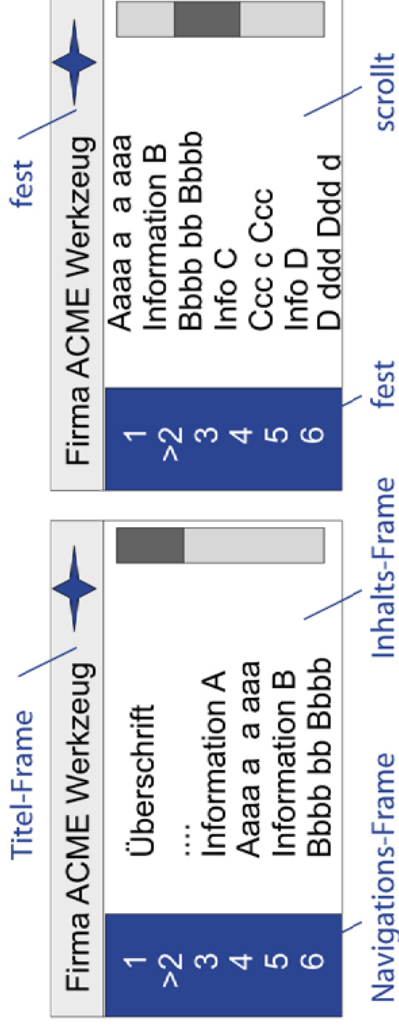 Titel-Frame
Firma ACME Werkzeug
1
>2
3
4
5
6
Überschrift
....
Information A
Aaaa a a aaa
Information B
Bbbb bb Bbbb
Navigations-Frame
Inhalts-Frame
fest
Firma ACME Werkzeug
1
>2
3
4
5
6
Aaaa a a aaa
Information B
Bbbb bb Bbbb
Info C
Ccc c Ccc
Info D
D ddd Ddd d
fest
scrollt